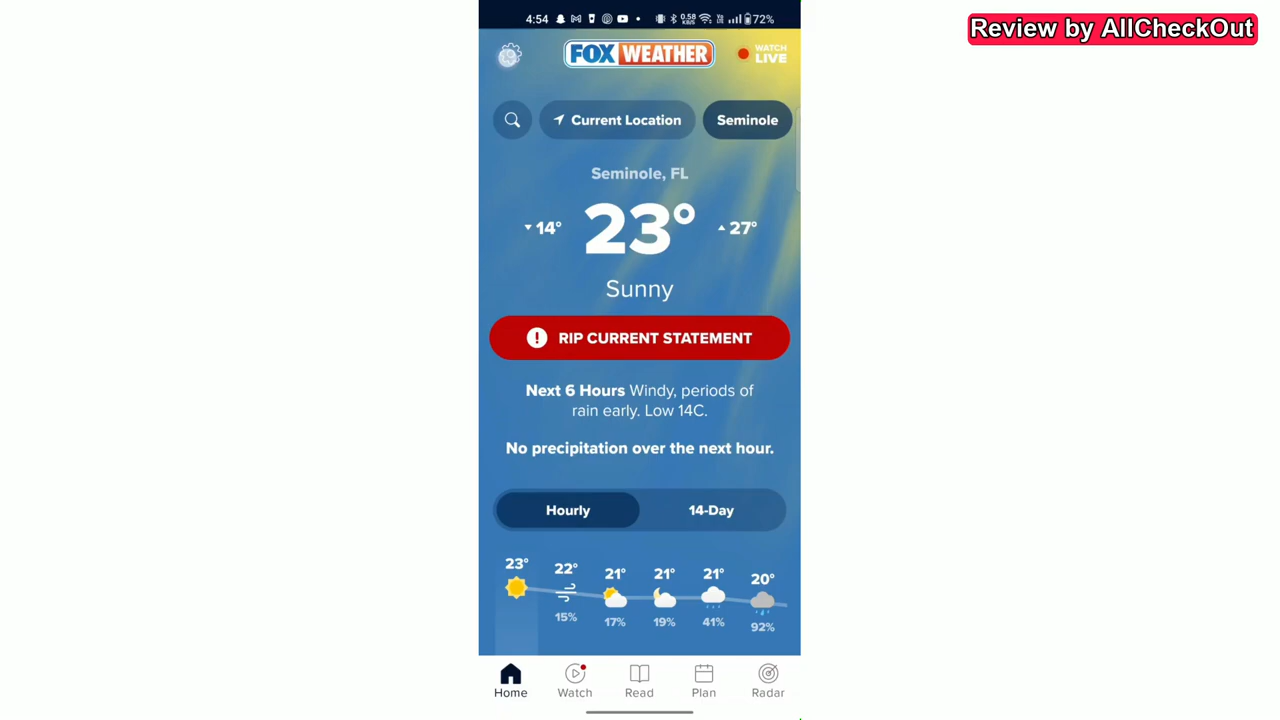 4:54
0.58
KB/S
72%
Review by AllCheckOut
FOX WEATHER
WATCH
LIVE
Current Location
Seminole
Seminole, FL
14°
23°
27°
Sunny
RIP CURRENT STATEMENT
Next 6 Hours Windy, periods of
rain early. Low 14C.
No precipitation over the next hour.
Hourly
14-Day
23°
22°
21°
21°
21°
20°
15%
17%
19%
41%
92%
Home
Watch
Read
Plan
Radar